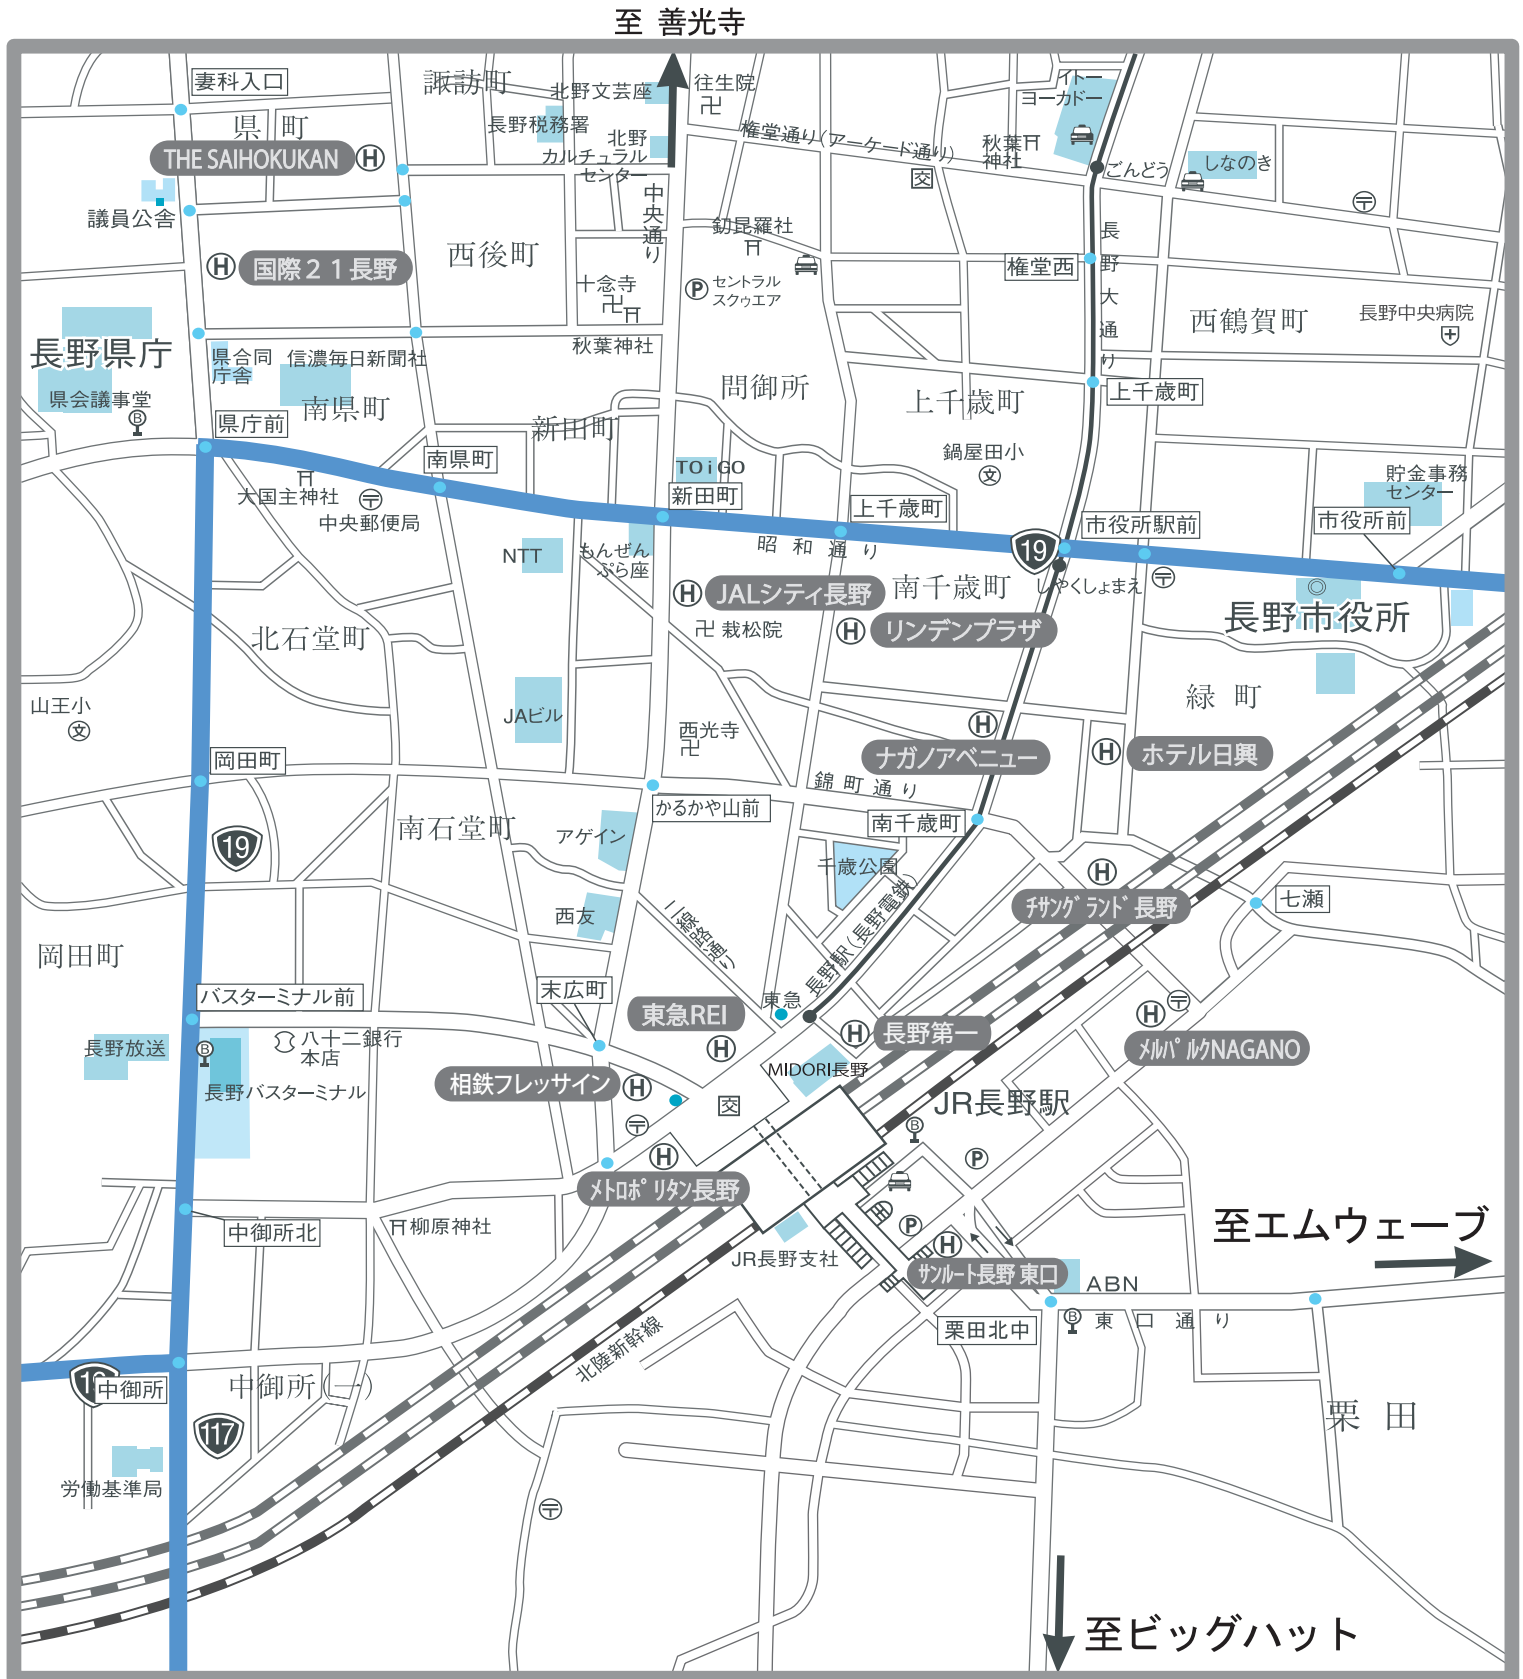 至 善光寺
妻科入口
諏訪町
北野文芸座
往生院
イトー
ヨーカドー
県 町
長野税務署
北野
カルチュラル
センター
権堂通り(アーケード通り)
秋葉
神社
THE SAIHOKUKAN
H
交
ごんどう
しなのき
〒
議員公舎
中央通り
西後町
釖毘羅社
長野大通り
H
国際21長野
権堂西
十念寺
P
セントラル
スクゥエア
西鶴賀町
長野中央病院
長野県庁
県合同
庁舎
信濃毎日新聞社
秋葉神社
県会議事堂
B
南県町
問御所
上千歳町
上千歳町
県庁前
新田町
南県町
鍋屋田小
文
TOiGO
大国主神社
〒
中央郵便局
新田町
上千歳町
貯金事務
センター
市役所駅前
市役所前
NTT
もんぜん
ぷら座
昭和通り
19
しやくしょまえ
〒
H
JALシティ長野
南千歳町
長野市役所
北石堂町
栽松院
H
リンデンプラザ
緑 町
山王小
文
JAビル
西光寺
H
ナガノアベニュー
H
ホテル日興
岡田町
錦町通り
かるかや山前
南千歳町
19
南石堂町
アゲイン
千歳公園
H
チサングランド長野
七瀬
西友
二線路通り
長野駅(長野電鉄)
岡田町
バスターミナル前
末広町
東急REI
H
東急
H
長野第一
〒
H
メルパルクNAGANO
長野放送
B
八十二銀行
本店
長野バスターミナル
相鉄フレッサイン
H
交
MIDORI長野
JR長野駅
B
〒
P
H
メトロポリタン長野
中御所北
柳原神社
P
H
JR長野支社
サンルート長野 東口
ABN
至エムウェーブ
B
東口通り
栗田北中
北陸新幹線
中御所
中御所(一)
117
栗 田
労働基準局
〒
至ビッグハット